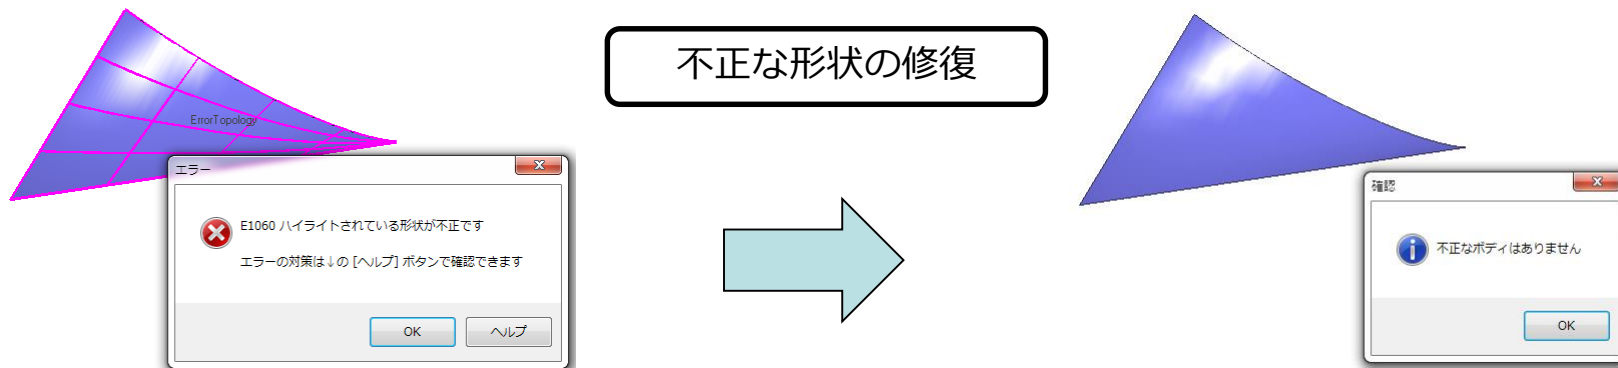 不正な形状の修復
ErrorTopology
エラー
E1060 ハイライトされている形状が不正です
エラーの対策は↓の [ヘルプ] ボタンで確認できます
OK
ヘルプ
確認
不正なボディはありません
OK